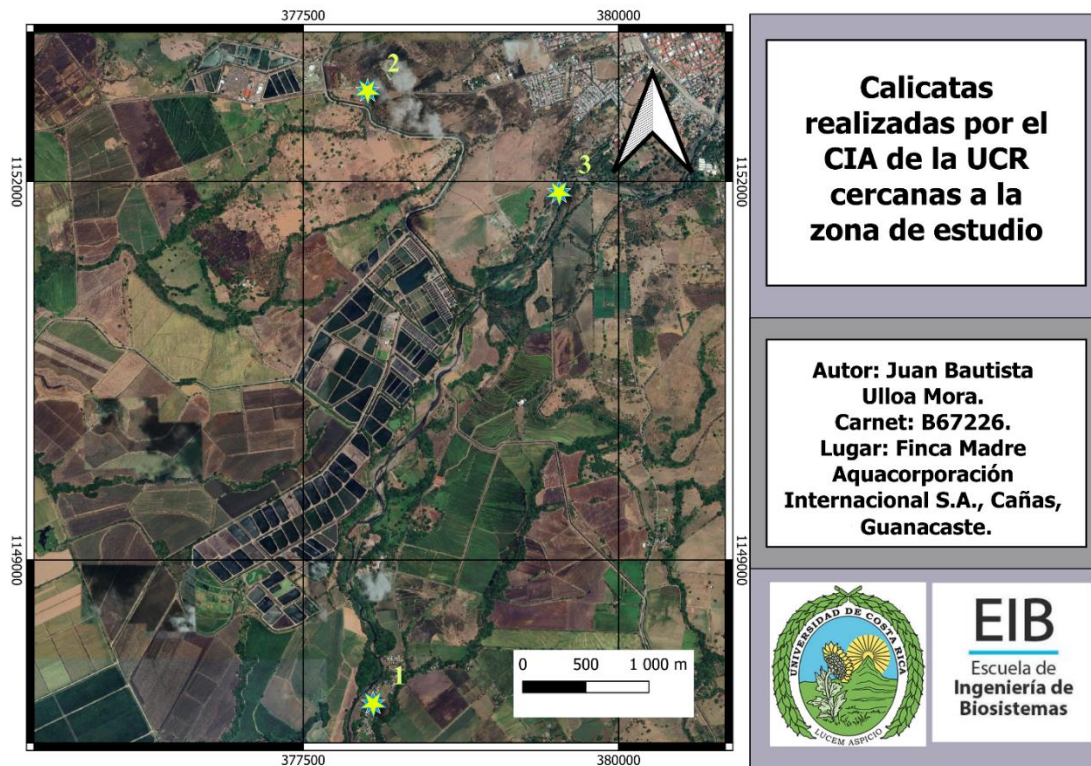 377500
380000
2
3
1152000
1152000
1149000
1149000
1
0 500 1 000 m
377500
380000
Calicatas
realizadas por el
CIA de la UCR
cercanas a la
zona de estudio
Autor: Juan Bautista
Ulloa Mora.
Carnet: B67226.
Lugar: Finca Madre
Aquacorporación
Internacional S.A., Cañas,
Guanacaste.
UNIVERSIDAD DE COSTA RICA
LUCEM ASPICIO
EIB
Escuela de
Ingeniería de
Biosistemas